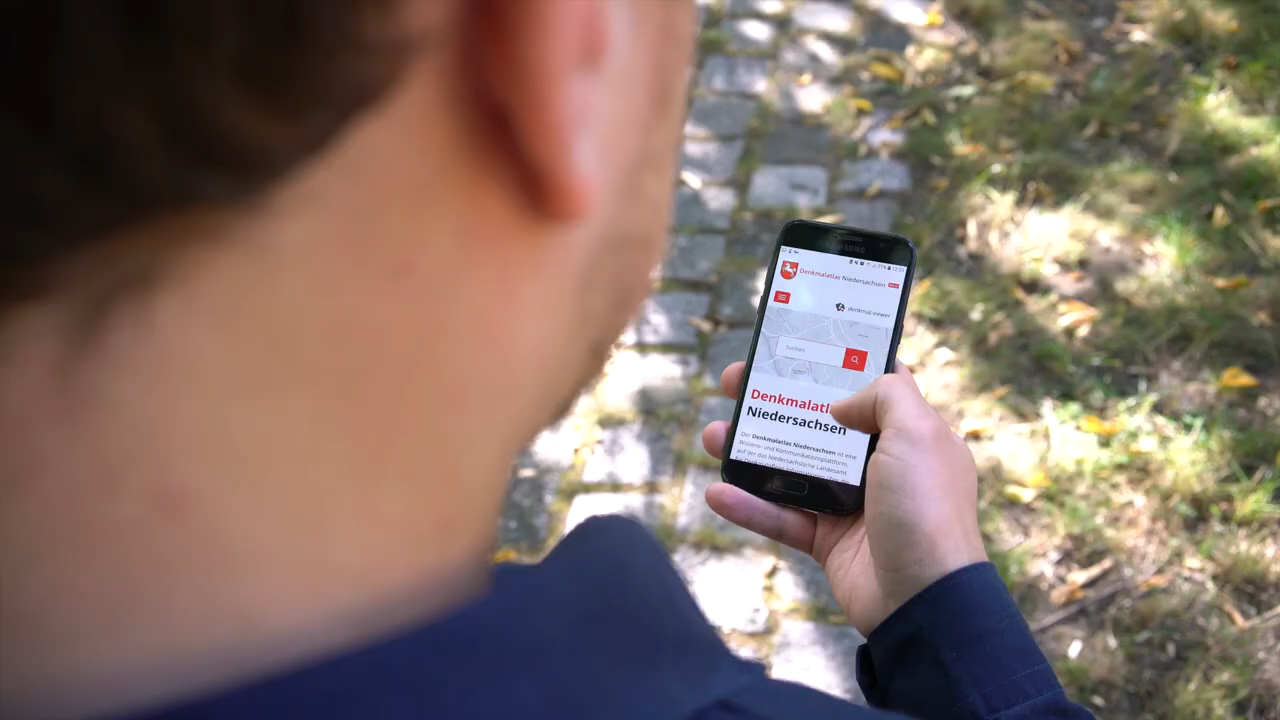 SAMSUNG
Denkmalatlas Niedersachsen
denkmal.viewer
Suchen
Niedersachsen
Der Denkmalatlas Niedersachsen ist eine
Wissens- und Kommunikationsplattform,
auf der das Niedersächsische Landesamt